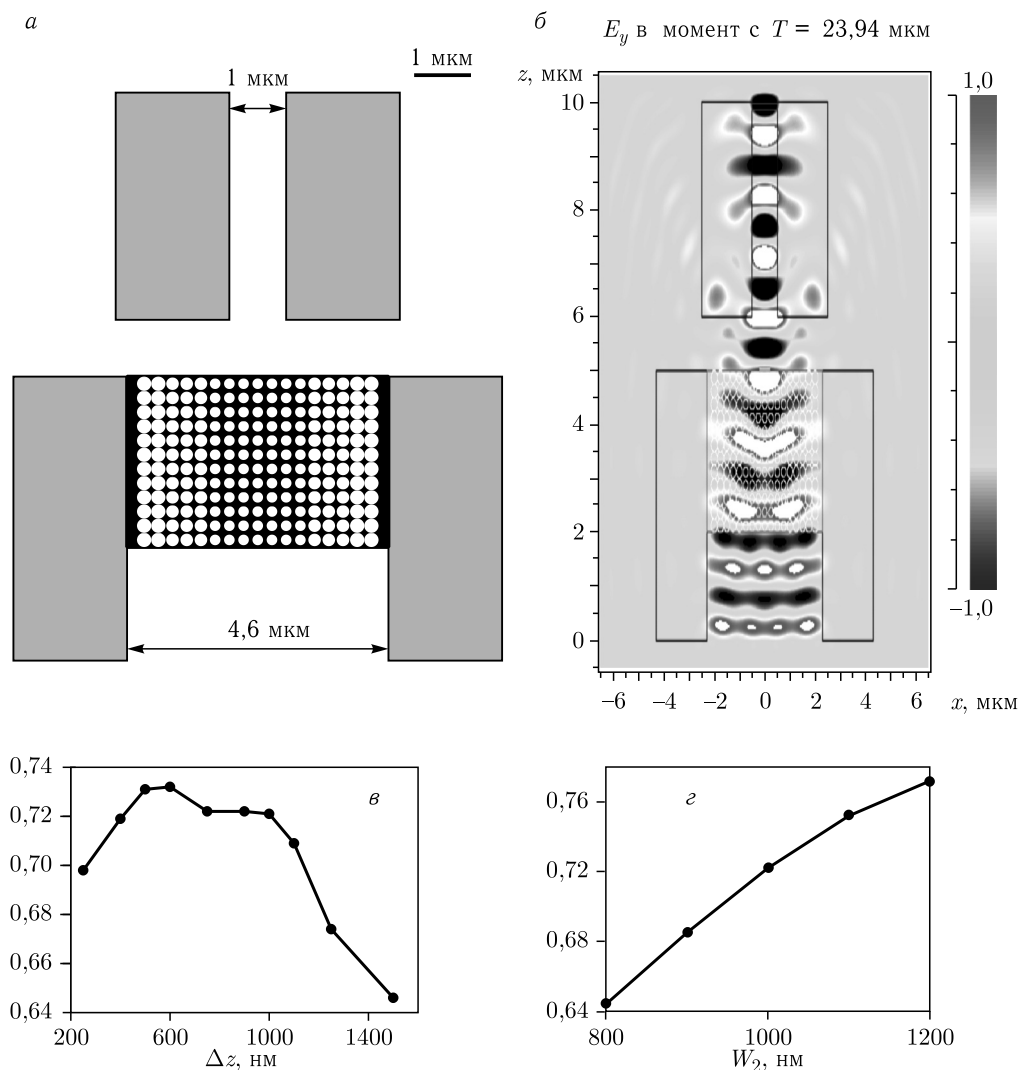 а
1 мкм
1 мкм
4,6 мкм
б
E_y в момент с T = 23,94 мкм
z, мкм
10
8
6
4
2
0
−6 −4 −2 0 2 4 6 x, мкм
1,0
−1,0
0,74
0,72
0,70
0,68
0,66
0,64
200 600 1000 1400
Δz, нм
в
0,76
0,72
0,68
0,64
800 1000 1200
W_2, нм
г